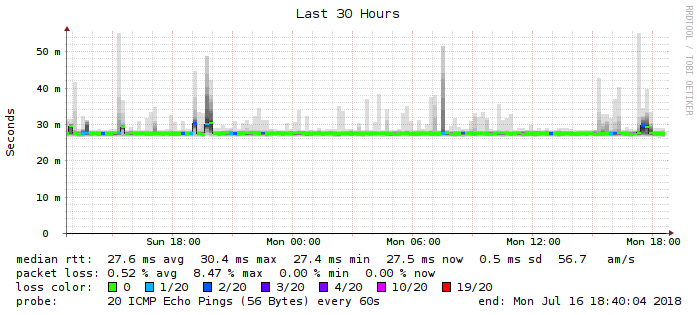 Last 30 Hours
RRDTOOL / TOBI OETIKER
Seconds
50 m
40 m
30 m
20 m
10 m
0
Sun 18:00 Mon 00:00 Mon 06:00 Mon 12:00 Mon 18:00
median rtt: 27.6 ms avg 30.4 ms max 27.4 ms min 27.5 ms now 0.5 ms sd 56.7 am/s
packet loss: 0.52 % avg 8.47 % max 0.00 % min 0.00 % now
loss color: 0 1/20 2/20 3/20 4/20 10/20 19/20
probe: 20 ICMP Echo Pings (56 Bytes) every 60s end: Mon Jul 16 18:40:04 2018